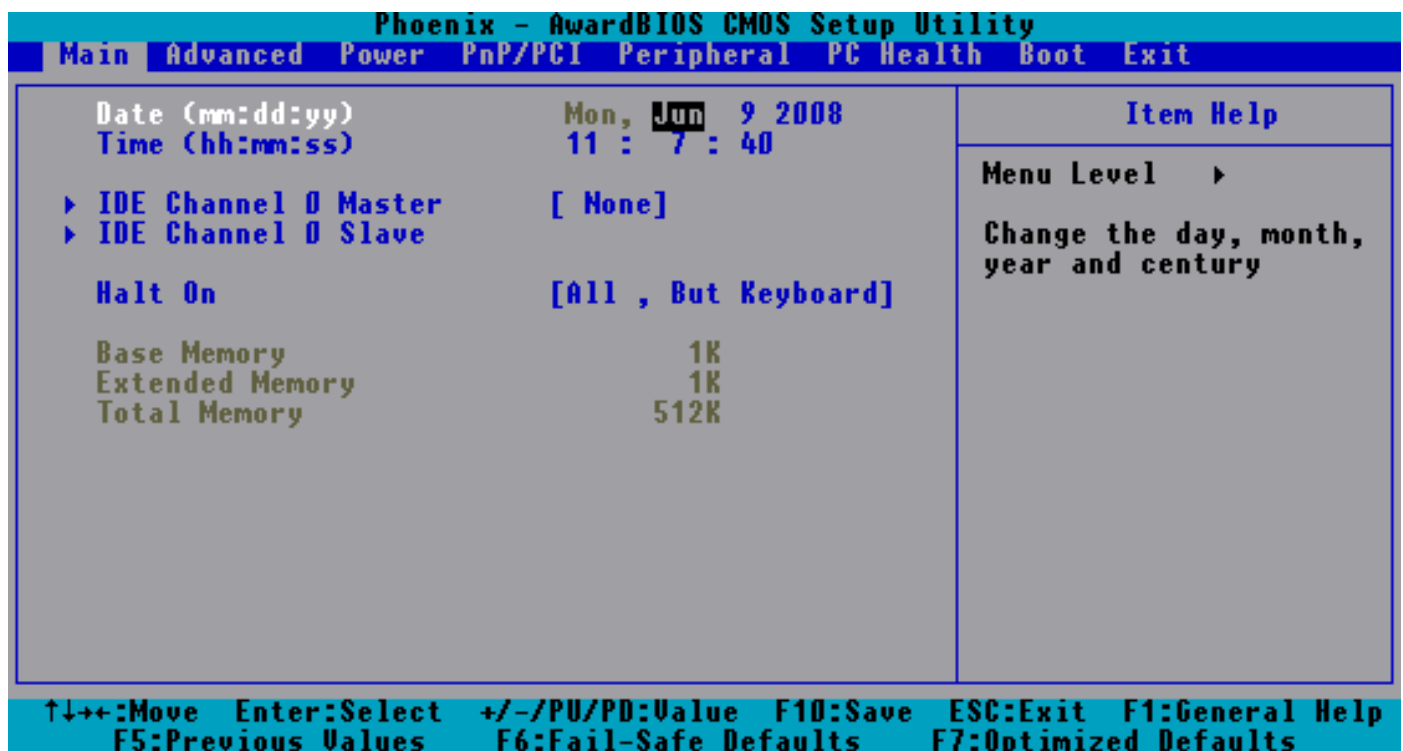 Phoenix - AwardBIOS CMOS Setup Utility
Main Advanced Power PnP/PCI Peripheral PC Health Boot Exit
Date (mm:dd:yy) Mon, Jun 9 2008
Time (hh:mm:ss) 11 : 7 : 40
▸ IDE Channel 0 Master [ None]
▸ IDE Channel 0 Slave
Halt On [All , But Keyboard]
Base Memory 1K
Extended Memory 1K
Total Memory 512K
Item Help
Menu Level ▸
Change the day, month,
year and century
↑↓→←:Move Enter:Select +/-/PU/PD:Value F10:Save ESC:Exit F1:General Help
F5:Previous Values F6:Fail-Safe Defaults F7:Optimized Defaults